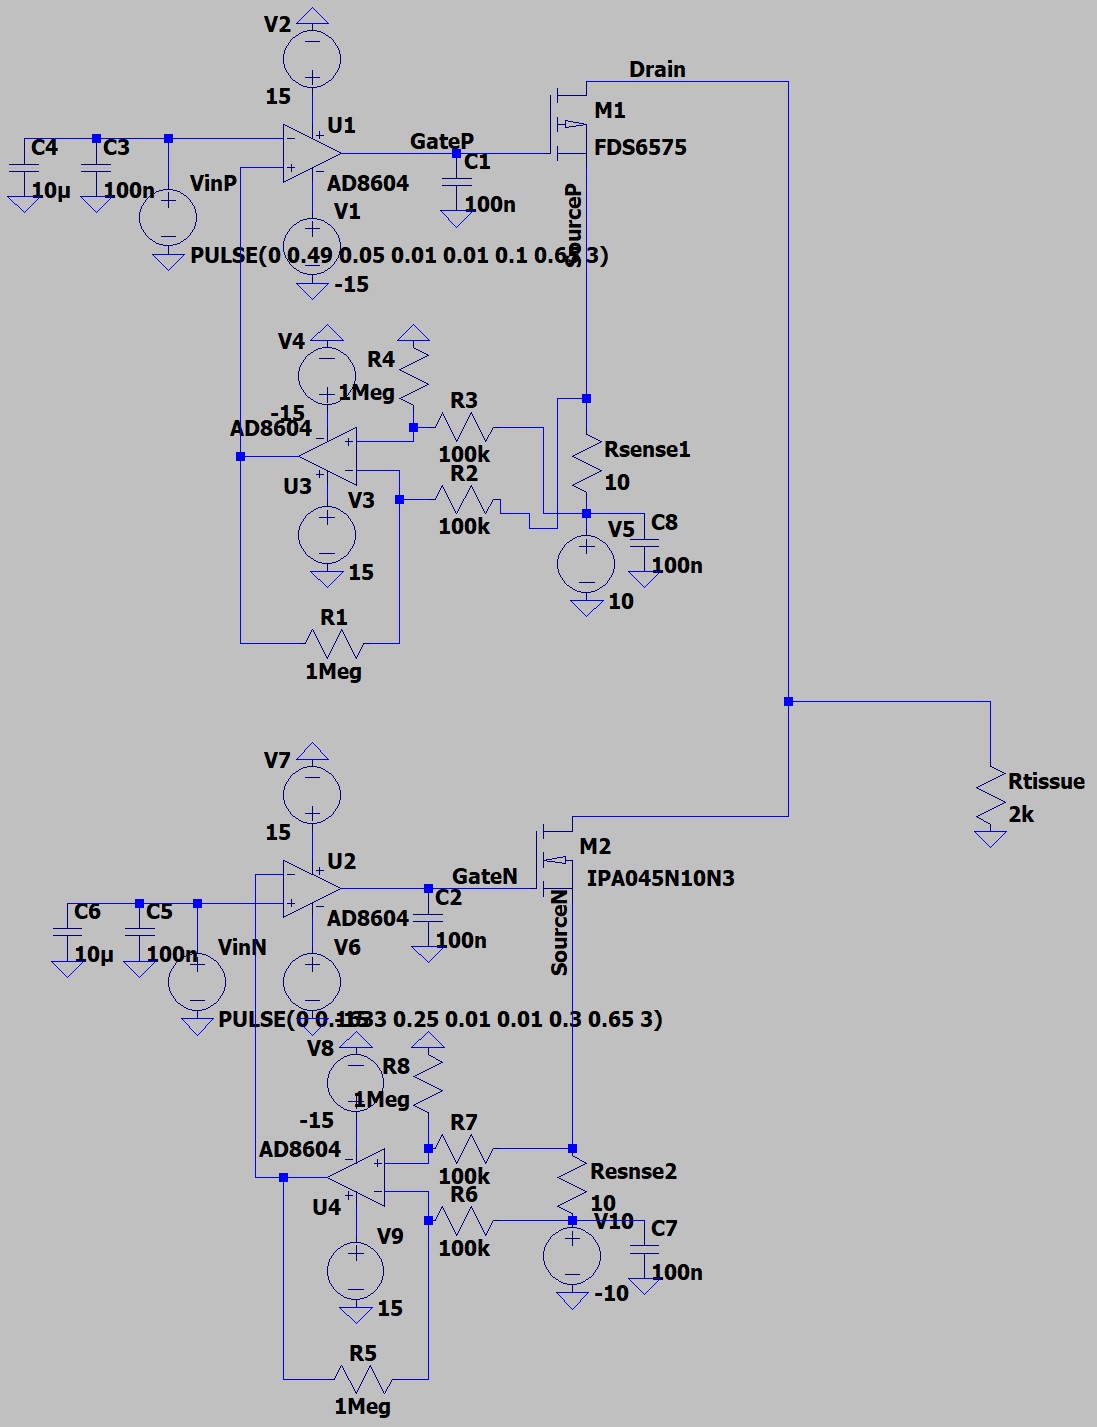 V2
15
U1
AD8604
C4
10µ
C3
100n
VinP
PULSE(0 0.49 0.05 0.01 0.01 0.1 0.65 3)
V1
-15
GateP
C1
100n
Drain
M1
FDS6575
SourceP
V4
-15
R4
1Meg
AD8604
U3
V3
15
R3
100k
R2
100k
Rsense1
10
V5
10
C8
100n
R1
1Meg
Rtissue
2k
V7
15
U2
AD8604
C6
10µ
C5
100n
VinN
PULSE(0 0.1633 0.25 0.01 0.01 0.3 0.65 3)
V6
-15
GateN
C2
100n
M2
IPA045N10N3
SourceN
V8
-15
R8
1Meg
AD8604
U4
V9
15
R7
100k
R6
100k
Resnse2
10
V10
-10
C7
100n
R5
1Meg